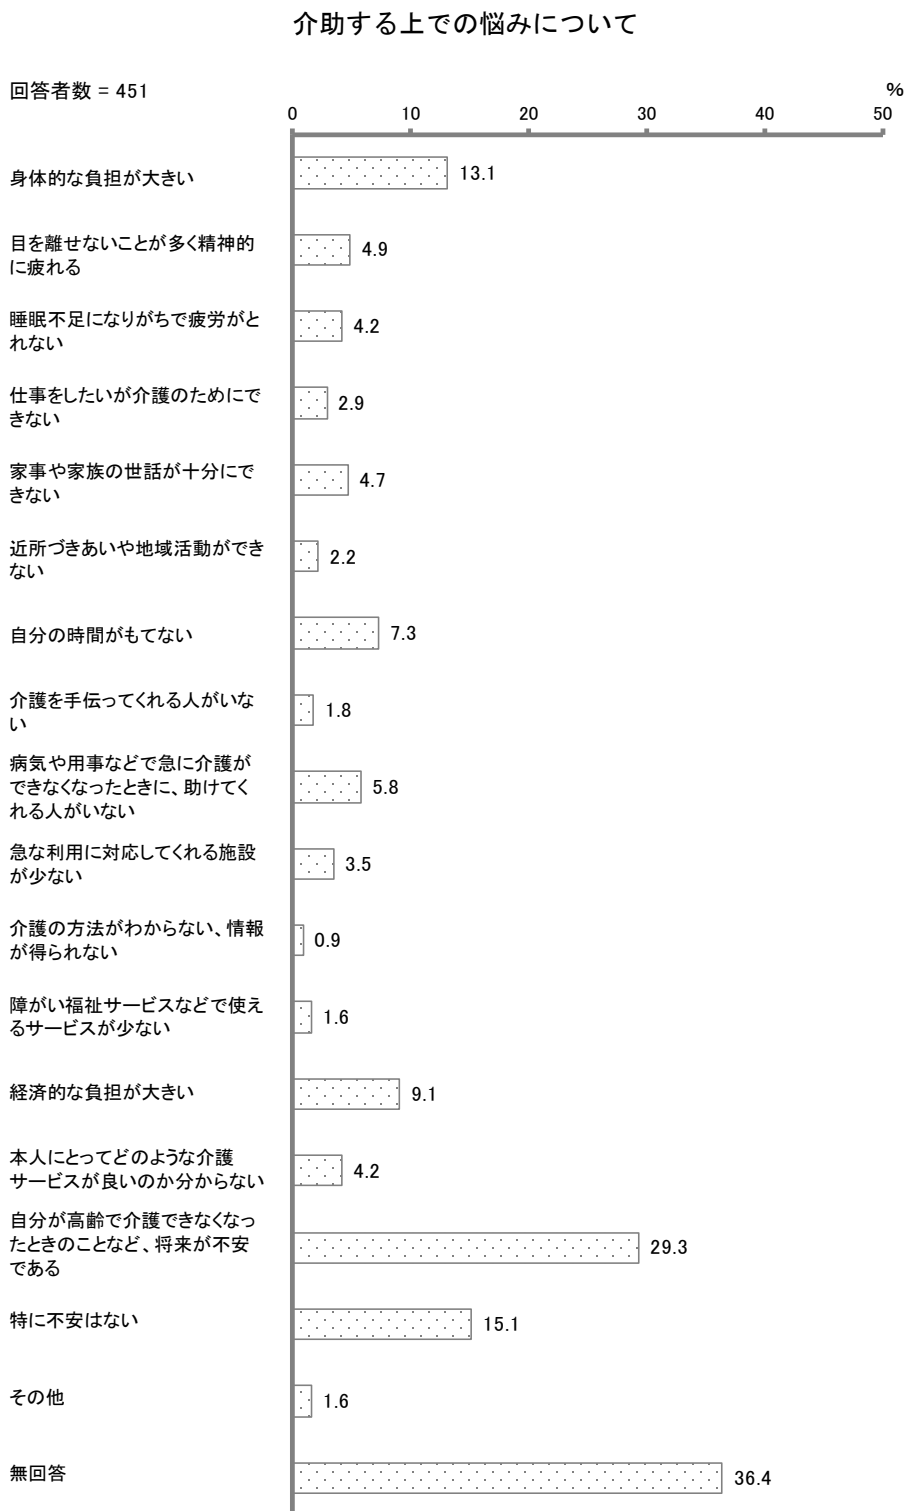 介助する上での悩みについて
回答者数 = 451
%
0 10 20 30 40 50
身体的な負担が大きい
13.1
目を離せないことが多く精神的
に疲れる
4.9
睡眠不足になりがちで疲労がと
れない
4.2
仕事をしたいが介護のためにで
きない
2.9
家事や家族の世話が十分にで
きない
4.7
近所づきあいや地域活動ができ
ない
2.2
自分の時間がもてない
7.3
介護を手伝ってくれる人がいな
い
1.8
病気や用事などで急に介護が
できなくなったときに、助けてく
れる人がいない
5.8
急な利用に対応してくれる施設
が少ない
3.5
介護の方法がわからない、情報
が得られない
0.9
障がい福祉サービスなどで使え
るサービスが少ない
1.6
経済的な負担が大きい
9.1
本人にとってどのような介護
サービスが良いのか分からない
4.2
自分が高齢で介護できなくなっ
たときのことなど、将来が不安
である
29.3
特に不安はない
15.1
その他
1.6
無回答
36.4